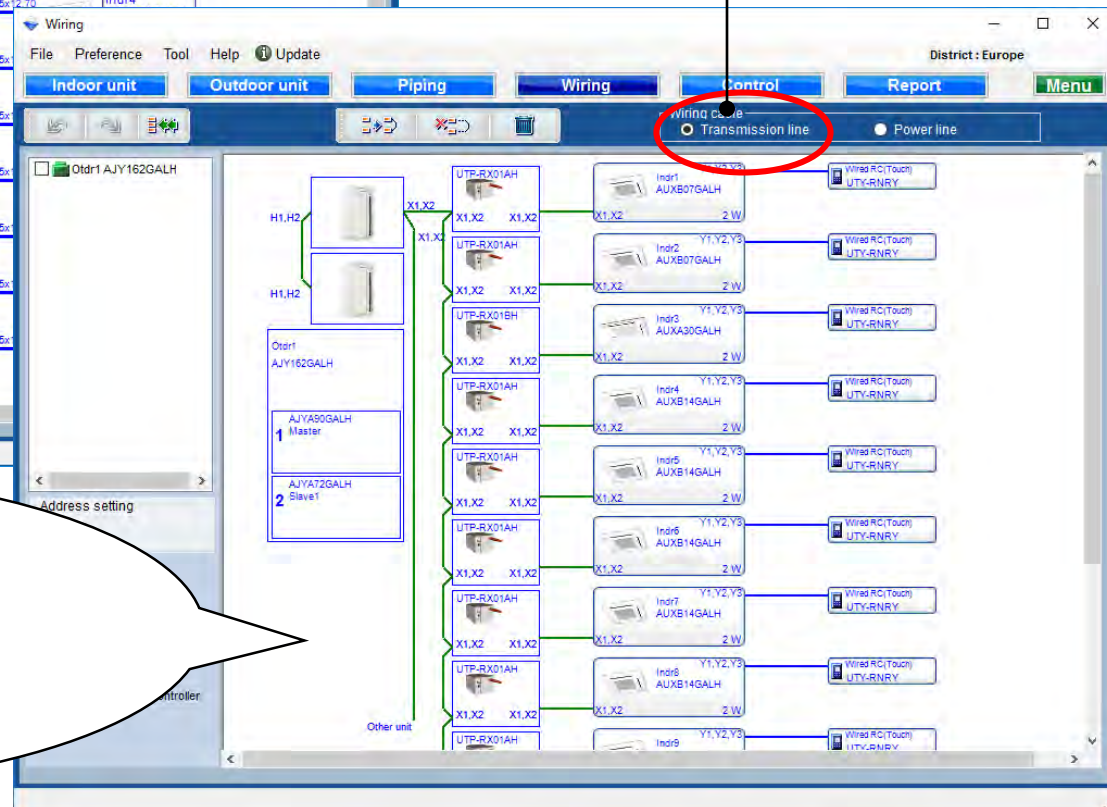 Wiring
File Preference Tool Help Update
District : Europe
Indoor unit Outdoor unit Piping Wiring Control Report Menu
Wiring cable
Transmission line Power line
Otdr1 AJY162GALH
Address setting
H1,H2
X1,X2
H1,H2
Otdr1
AJY162GALH
AJYA90GALH
1 Master
AJYA72GALH
2 Slave1
Other unit
UTP-RX01AH
X1,X2 X1,X2
Indr1
AUXB07GALH
X1,X2 2 W
Wired RC(Touch)
UTY-RNRY
UTP-RX01AH
X1,X2 X1,X2
Y1,Y2,Y3
Indr2
AUXB07GALH
X1,X2 2 W
Wired RC(Touch)
UTY-RNRY
UTP-RX01BH
X1,X2 X1,X2
Y1,Y2,Y3
Indr3
AUXA30GALH
X1,X2 2 W
Wired RC(Touch)
UTY-RNRY
UTP-RX01AH
X1,X2 X1,X2
Y1,Y2,Y3
Indr4
AUXB14GALH
X1,X2 2 W
Wired RC(Touch)
UTY-RNRY
UTP-RX01AH
X1,X2 X1,X2
Y1,Y2,Y3
Indr5
AUXB14GALH
X1,X2 2 W
Wired RC(Touch)
UTY-RNRY
UTP-RX01AH
X1,X2 X1,X2
Y1,Y2,Y3
Indr6
AUXB14GALH
X1,X2 2 W
Wired RC(Touch)
UTY-RNRY
UTP-RX01AH
X1,X2 X1,X2
Y1,Y2,Y3
Indr7
AUXB14GALH
X1,X2 2 W
Wired RC(Touch)
UTY-RNRY
UTP-RX01AH
X1,X2 X1,X2
Y1,Y2,Y3
Indr8
AUXB14GALH
X1,X2 2 W
Wired RC(Touch)
UTY-RNRY
UTP-RX01AH
Y1,Y2,Y3
Indr9
Wired RC(Touch)
UTY-RNRY